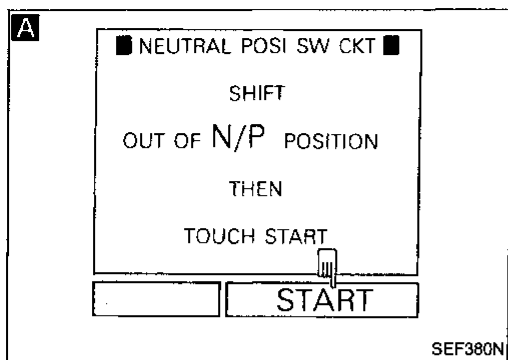 A
■ NEUTRAL POSI SW CKT ■
SHIFT
OUT OF N/P POSITION
THEN
TOUCH START
START
SEF380N